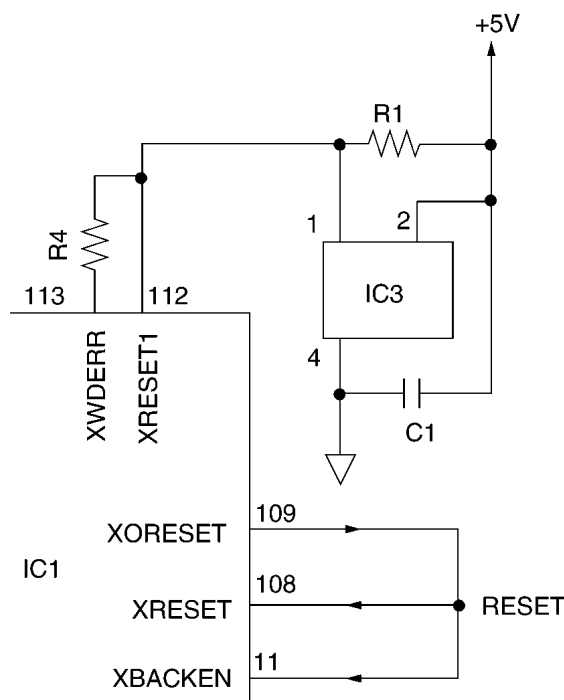 +5V
R1
1
2
R4
IC3
113
112
4
XWDERR
XRESET1
C1
109
XORESET
IC1
108
XRESET
RESET
11
XBACKEN